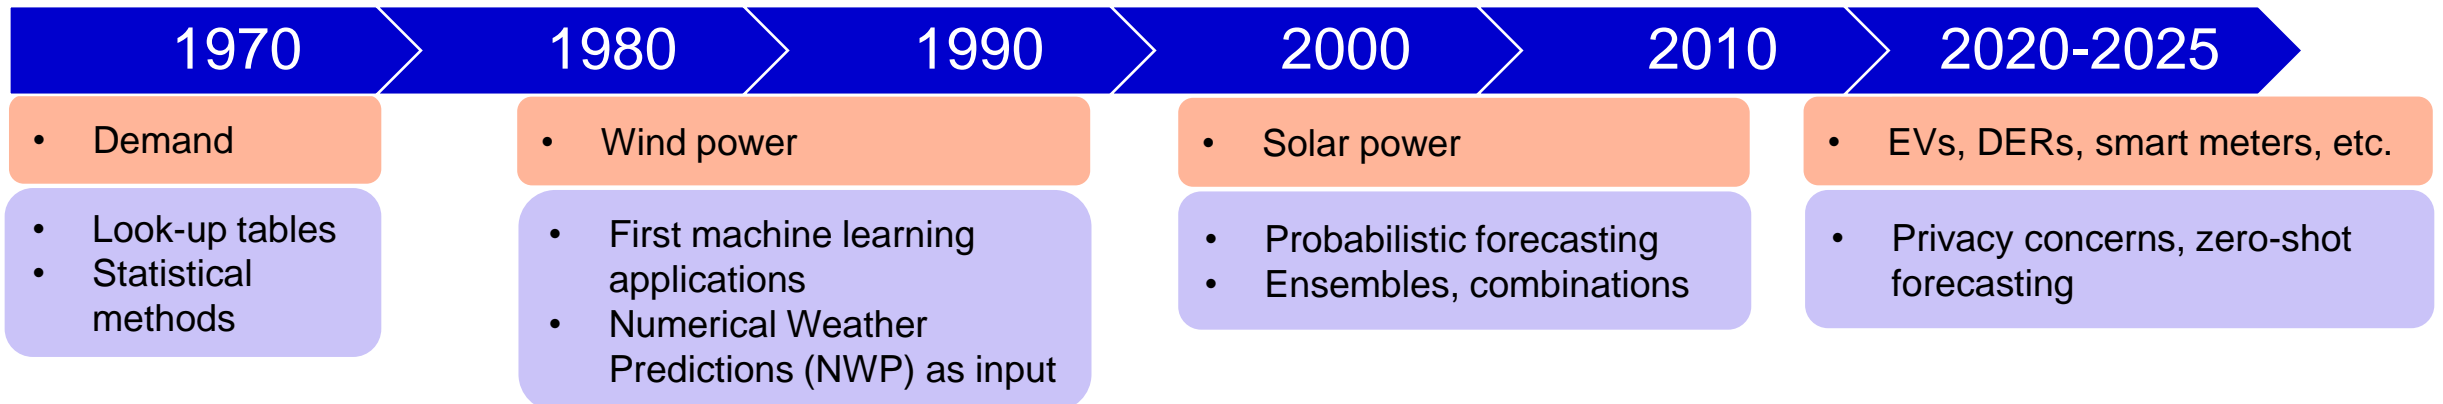 1970
1980
1990
2000
2010
2020-2025
• Demand
• Wind power
• Solar power
• EVs, DERs, smart meters, etc.
• Look-up tables
• Statistical
methods
• First machine learning
applications
• Numerical Weather
Predictions (NWP) as input
• Probabilistic forecasting
• Ensembles, combinations
• Privacy concerns, zero-shot
forecasting